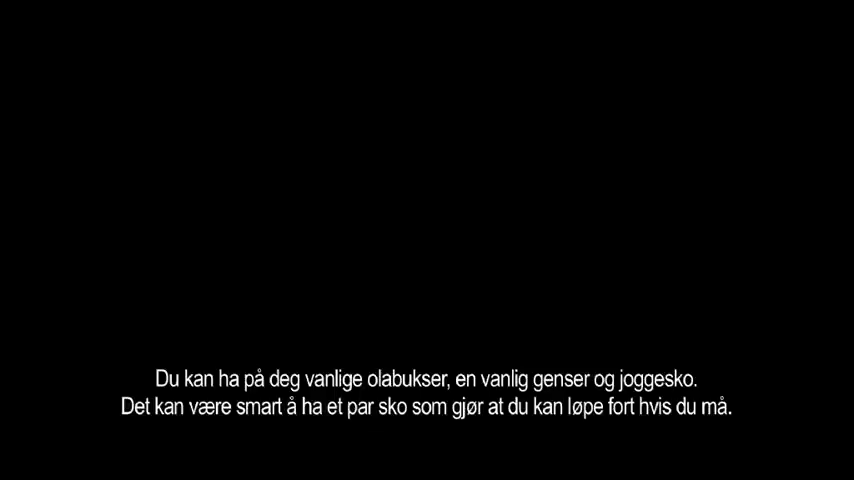 Du kan ha på deg vanlige olabukser, en vanlig genser og joggesko.
Det kan være smart å ha et par sko som gjør at du kan løpe fort hvis du må.